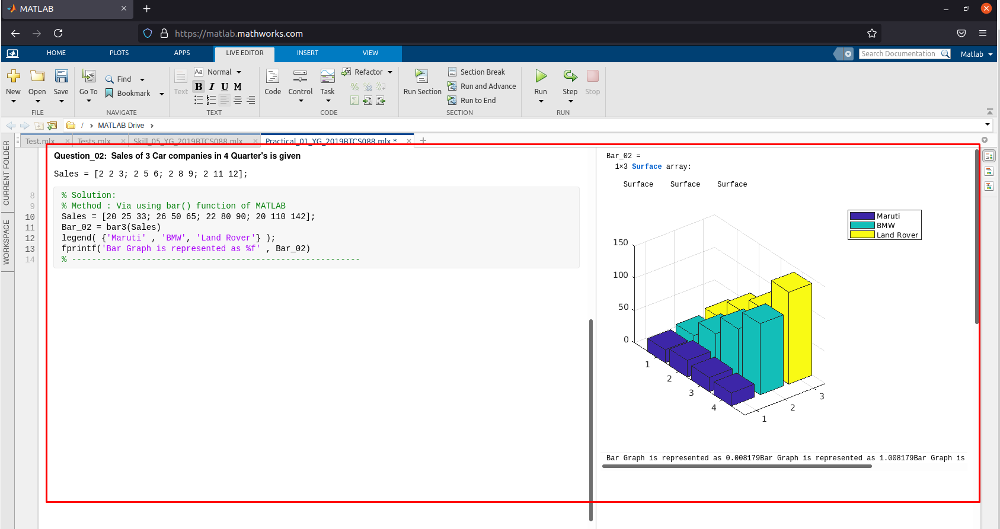 MATLAB
https://matlab.mathworks.com
HOME PLOTS APPS LIVE EDITOR INSERT VIEW
Search Documentation Matlab
New Open Save
FILE
Go To Find Bookmark
NAVIGATE
Text Aa Normal
B I U M
TEXT
Code Control Task Refactor
CODE
Run Section Section Break
Run and Advance
Run to End
SECTION
Run Step Stop
RUN
/ MATLAB Drive
CURRENT FOLDER
WORKSPACE
Test.mlx Tests.mlx Skill_05_YG_2019BTCS088.mlx Practical_01_YG_2019BTCS088.mlx *
Question_02: Sales of 3 Car companies in 4 Quarter's is given
Sales = [2 2 3; 2 5 6; 2 8 9; 2 11 12];
8 % Solution:
9 % Method : Via using bar() function of MATLAB
10 Sales = [20 25 33; 26 50 65; 22 80 90; 20 110 142];
11 Bar_02 = bar3(Sales)
12 legend( {'Maruti' , 'BMW', 'Land Rover'} );
13 fprintf('Bar Graph is represented as %f' , Bar_02)
14 % ----------------------------------------------------------
Bar_02 =
1×3 Surface array:
Surface Surface Surface
Maruti
BMW
Land Rover
150
100
50
0
1
2
3
4
1
2
3
Bar Graph is represented as 0.008179Bar Graph is represented as 1.008179Bar Graph is